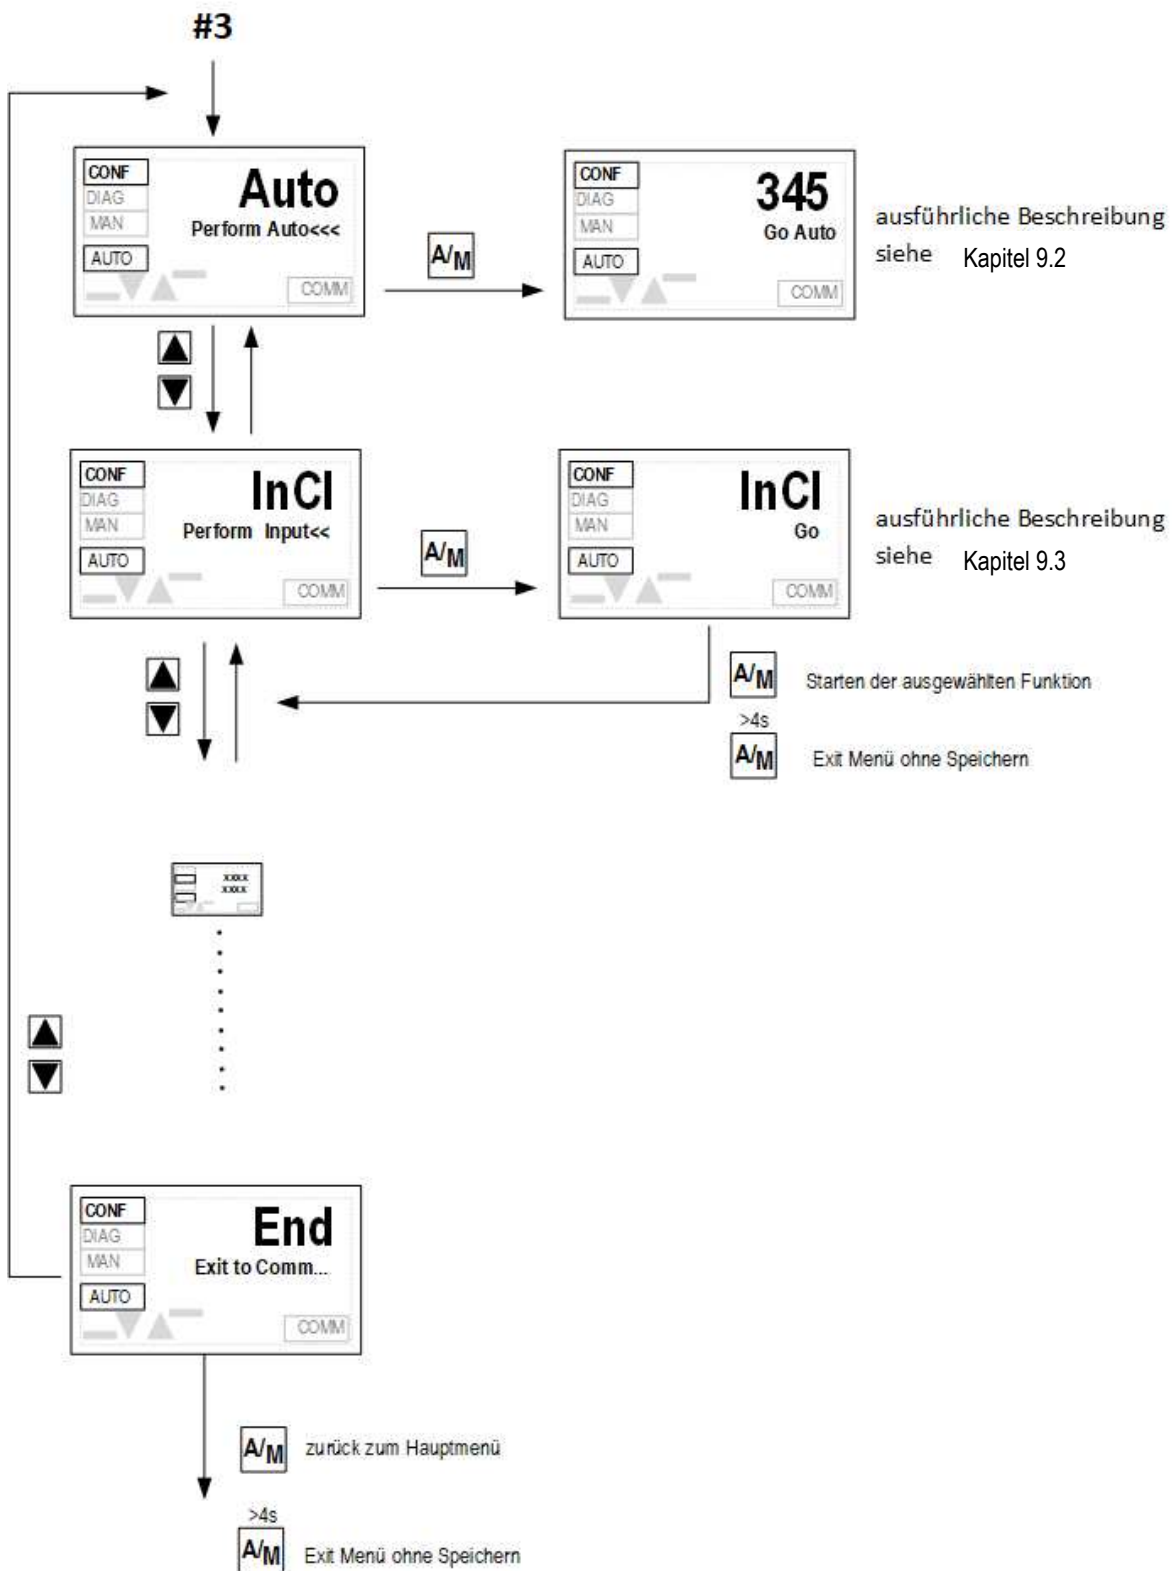 #3
CONF
DIAG
MAN
AUTO
Auto
Perform Auto<<<
COMM
A/M
CONF
DIAG
MAN
AUTO
345
Go Auto
COMM
ausführliche Beschreibung
siehe Kapitel 9.2
CONF
DIAG
MAN
AUTO
InCl
Perform Input<<
COMM
A/M
CONF
DIAG
MAN
AUTO
InCl
Go
COMM
ausführliche Beschreibung
siehe Kapitel 9.3
A/M Starten der ausgewählten Funktion
>4s
A/M Exit Menü ohne Speichern
xxxx
xxxx
CONF
DIAG
MAN
AUTO
End
Exit to Comm...
COMM
A/M zurück zum Hauptmenü
>4s
A/M Exit Menü ohne Speichern